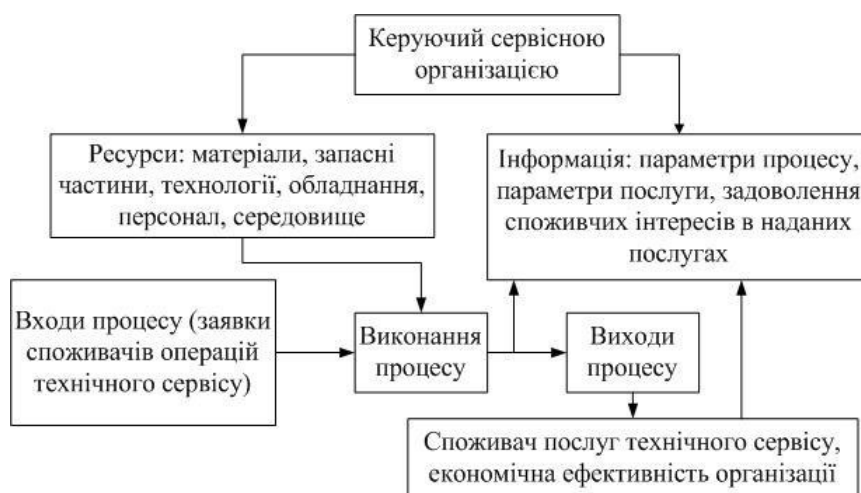 Керуючий сервісною
організацією
Ресурси: матеріали, запасні
частини, технології, обладнання,
персонал, середовище
Інформація: параметри процесу,
параметри послуги, задоволення
споживчих інтересів в наданих
послугах
Входи процесу (заявки
споживачів операцій
технічного сервісу)
Виконання
процесу
Виходи
процесу
Споживач послуг технічного сервісу,
економічна ефективність організації